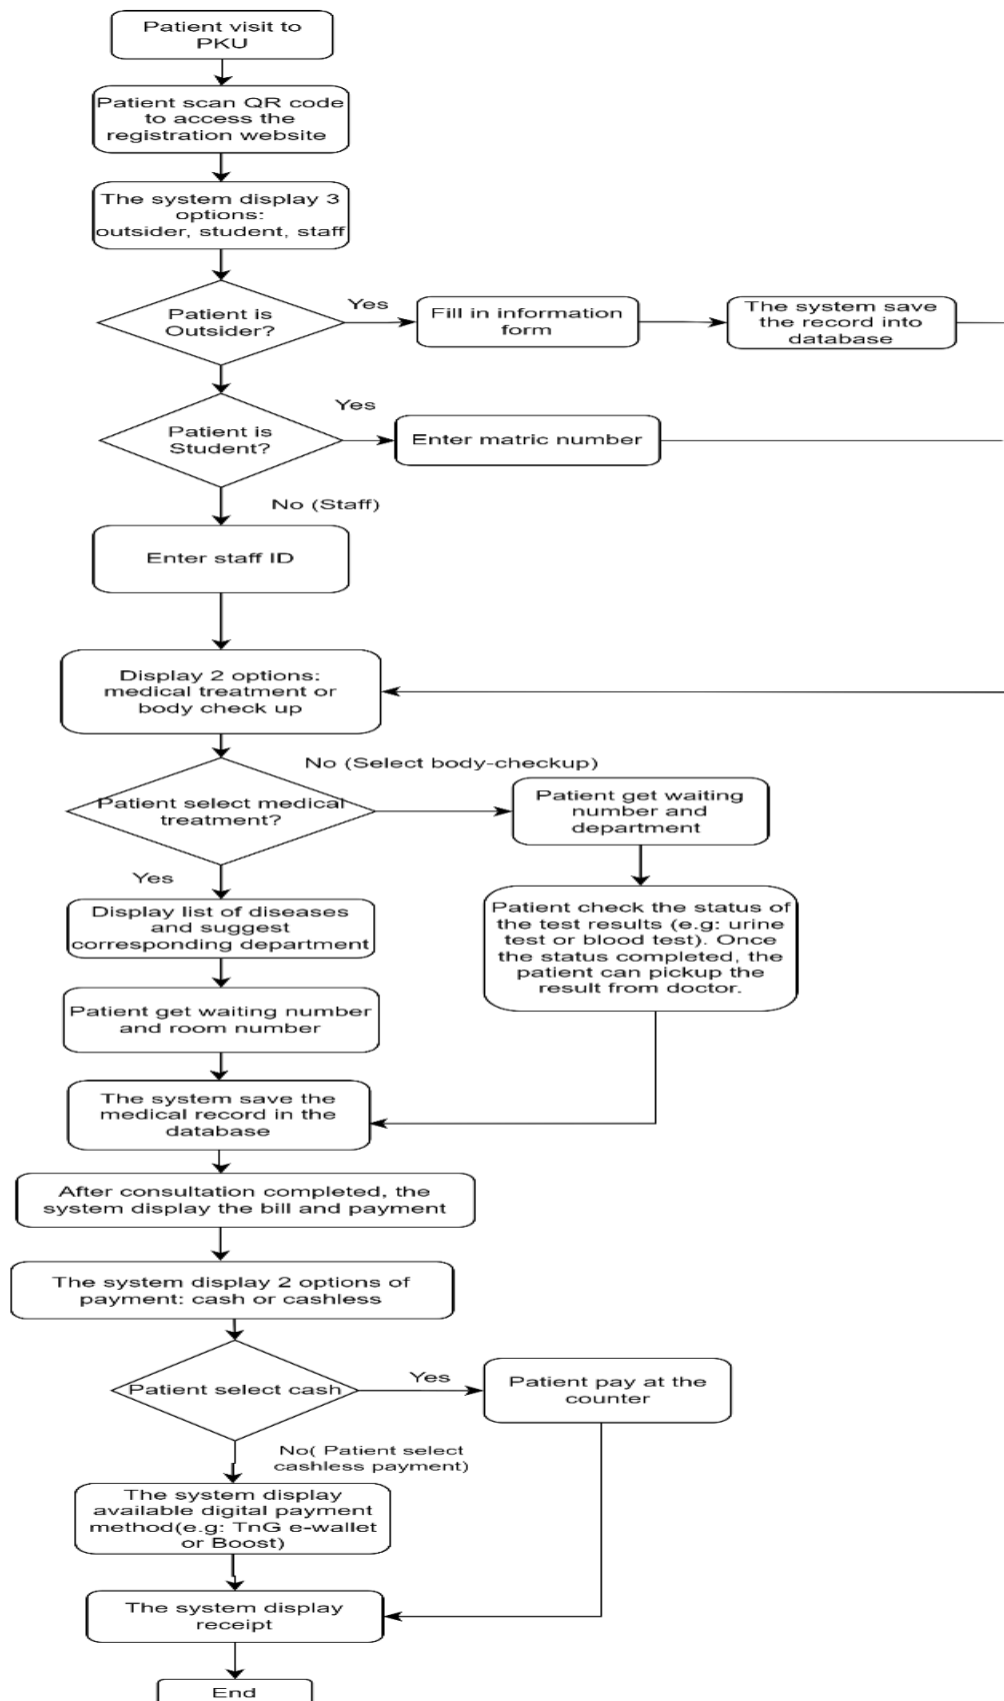 Patient visit to
PKU
Patient scan QR code
to access the
registration website
The system display 3
options:
outsider, student, staff
Patient is
Outsider?
Yes
Fill in information
form
The system save
the record into
database
Patient is
Student?
Yes
Enter matric number
No (Staff)
Enter staff ID
Display 2 options:
medical treatment or
body check up
No (Select body-checkup)
Patient select medical
treatment?
Patient get waiting
number and
department
Yes
Display list of diseases
and suggest
corresponding department
Patient check the status of
the test results (e.g: urine
test or blood test). Once
the status completed, the
patient can pickup the
result from doctor.
Patient get waiting number
and room number
The system save the
medical record in the
database
After consultation completed, the
system display the bill and payment
The system display 2 options of
payment: cash or cashless
Patient select cash
Yes
Patient pay at the
counter
No( Patient select
cashless payment)
The system display
available digital payment
method(e.g: TnG e-wallet
or Boost)
The system display
receipt
End